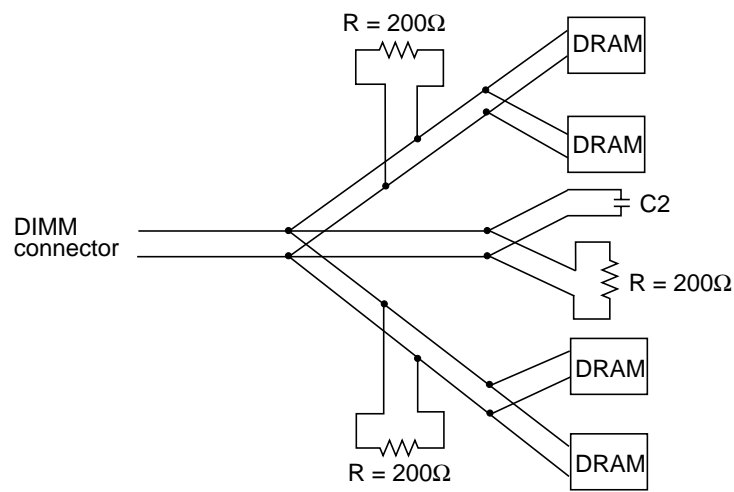 R = 200Ω
DRAM
DRAM
C2
DIMM
connector
R = 200Ω
DRAM
DRAM
R = 200Ω